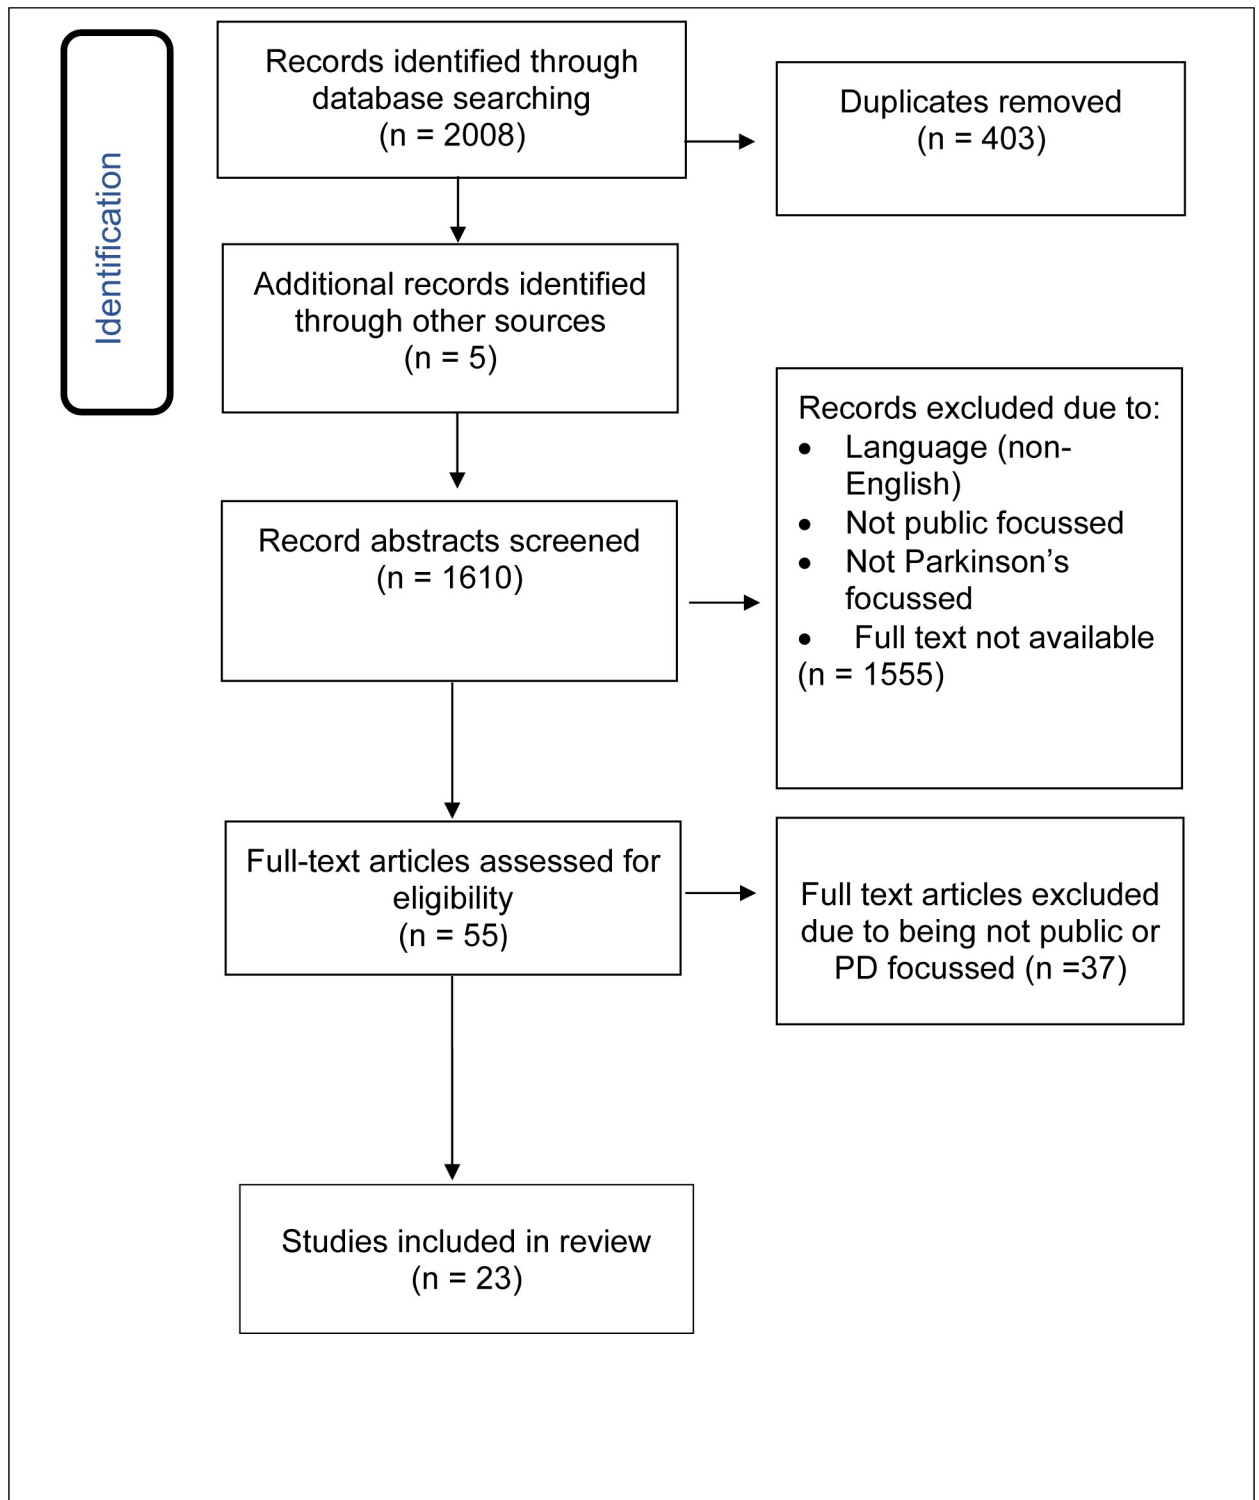 Identification
Records identified through
database searching
(n = 2008)
Duplicates removed
(n = 403)
Additional records identified
through other sources
(n = 5)
Record abstracts screened
(n = 1610)
Records excluded due to:
• Language (non-
English)
• Not public focussed
• Not Parkinson’s
focussed
• Full text not available
(n = 1555)
Full-text articles assessed for
eligibility
(n = 55)
Full text articles excluded
due to being not public or
PD focussed (n =37)
Studies included in review
(n = 23)